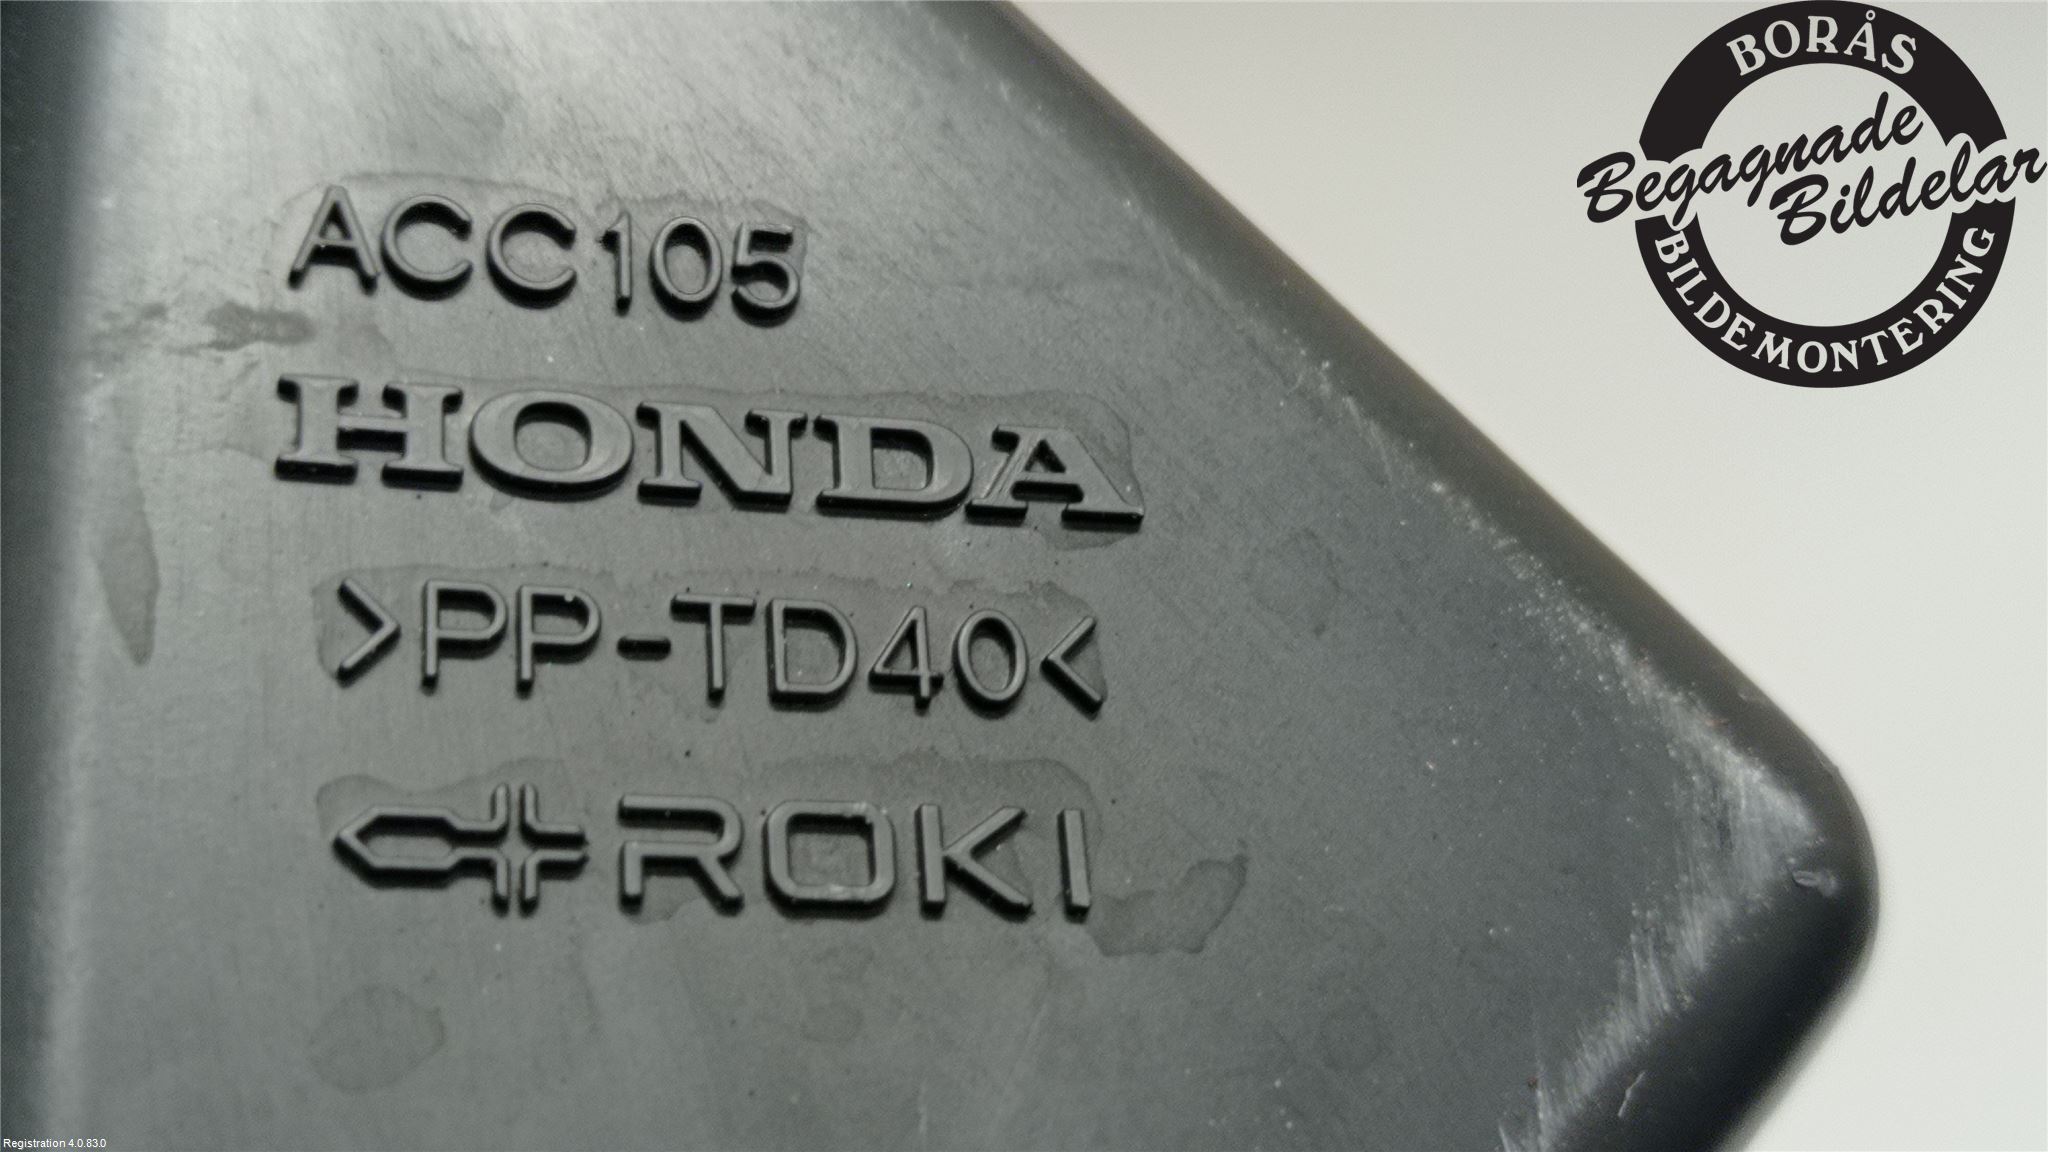 ACC105
HONDA
>PP-TD40<
ROKI
BORÅS
Begagnade
Bildelar
BILDEMONTERING
Registration 4.0.83.0